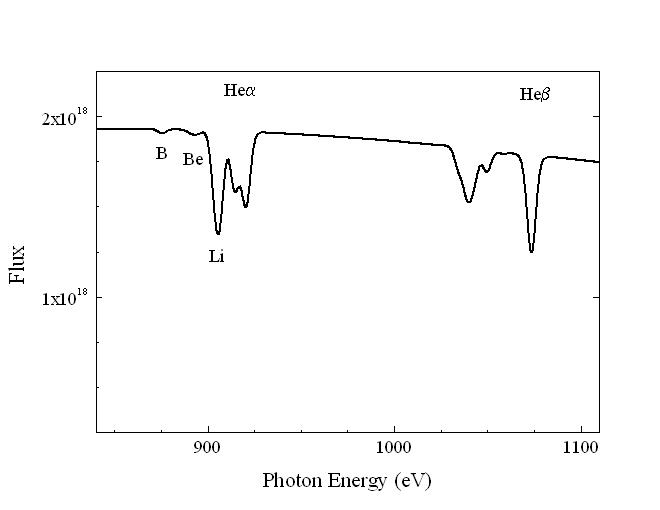 Heα
Heβ
2x10¹⁸
B
Be
Li
Flux
1x10¹⁸
900
1000
1100
Photon Energy (eV)